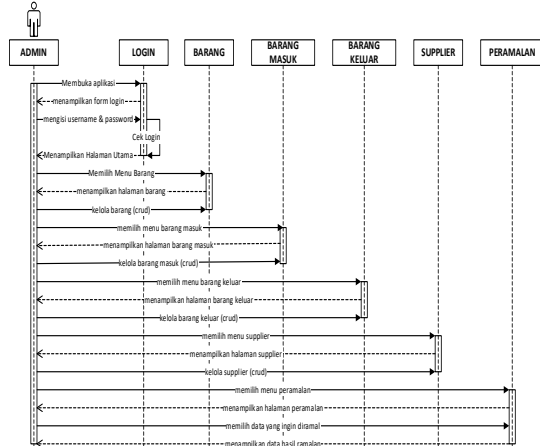 ADMIN
LOGIN
BARANG
BARANG
MASUK
BARANG
KELUAR
SUPPLIER
PERAMALAN
Membuka aplikasi
menampilkan form login
mengisi username & password
Cek Login
Menampilkan Halaman Utama
Memilih Menu Barang
menampilkan halaman barang
kelola barang (crud)
memilih menu barang masuk
menampilkan halaman barang masuk
kelola barang masuk (crud)
memilih menu barang keluar
menampilkan halaman barang keluar
kelola barang keluar (crud)
memilih menu supplier
menampilkan halaman supplier
kelola supplier (crud)
memilih menu peramalan
menampilkan halaman peramalan
memilih data yang ingin diramal
menampilkan data hasil ramalan